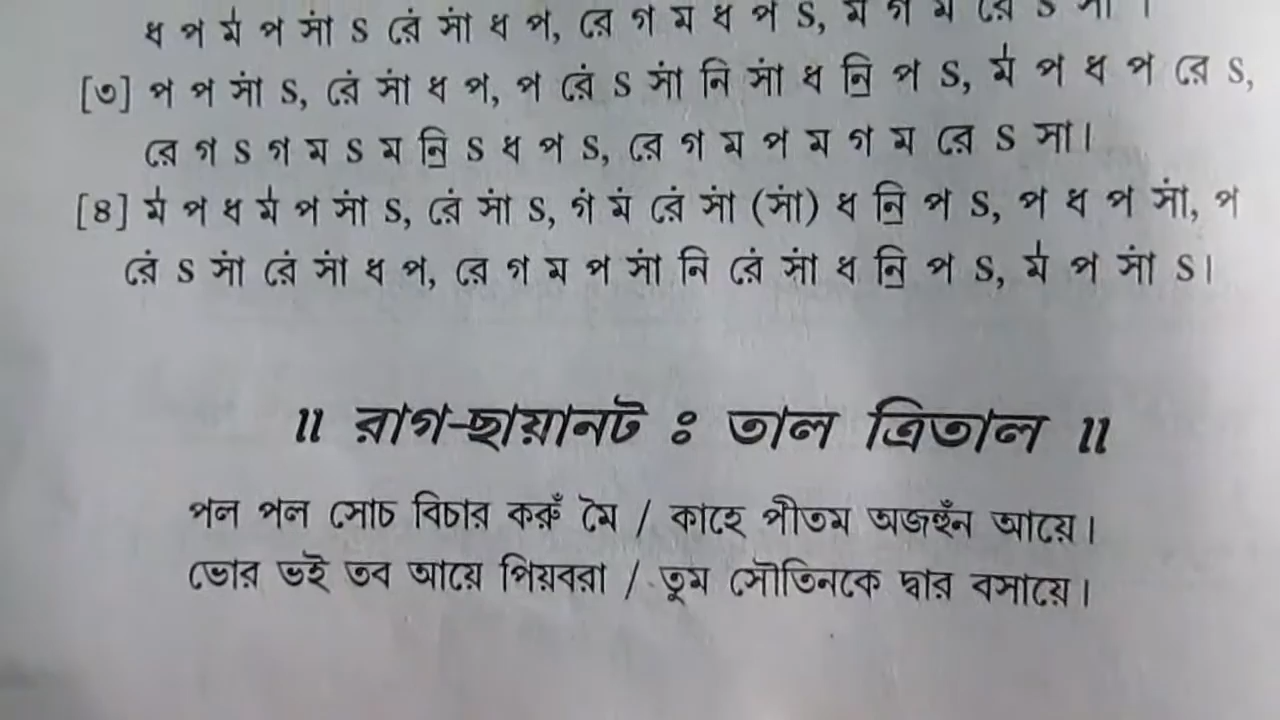 ধ প র্ম প র্সা S রেঁ র্সা ধ প, রে গ ম ধ প S, ম গ ম রে S সা ।
[৩] প প র্সা S, রেঁ র্সা ধ প, প রেঁ S র্সা নি র্সা ধ নি̱ প S, র্ম প ধ প রে S,
রে গ S গ ম S ম নি̱ S ধ প S, রে গ ম প ম গ ম রে S সা।
[৪] র্ম প ধ র্ম প র্সা S, রেঁ র্সা S, গঁ মঁ রেঁ র্সা (র্সা) ধ নি̱ প S, প ধ প র্সা, প
রেঁ S র্সা রেঁ র্সা ধ প, রে গ ম প র্সা নি রেঁ র্সা ধ নি̱ প S, র্ম প র্সা S।
॥ রাগ-ছায়ানট ঃ তাল ত্রিতাল ॥
পল পল সোচ বিচার করুঁ মৈ / কাহে পীতম অজহুঁন আয়ে।
ভোর ভই তব আয়ে পিয়বরা / তুম সৌতিনকে দ্বার বসায়ে।